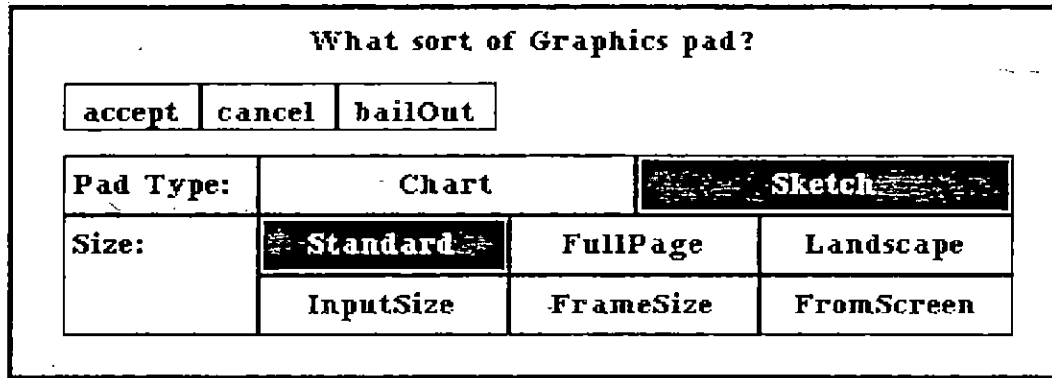 What sort of Graphics pad?
accept cancel bailOut
Pad Type: Chart Sketch
Size: Standard FullPage Landscape
InputSize FrameSize FromScreen